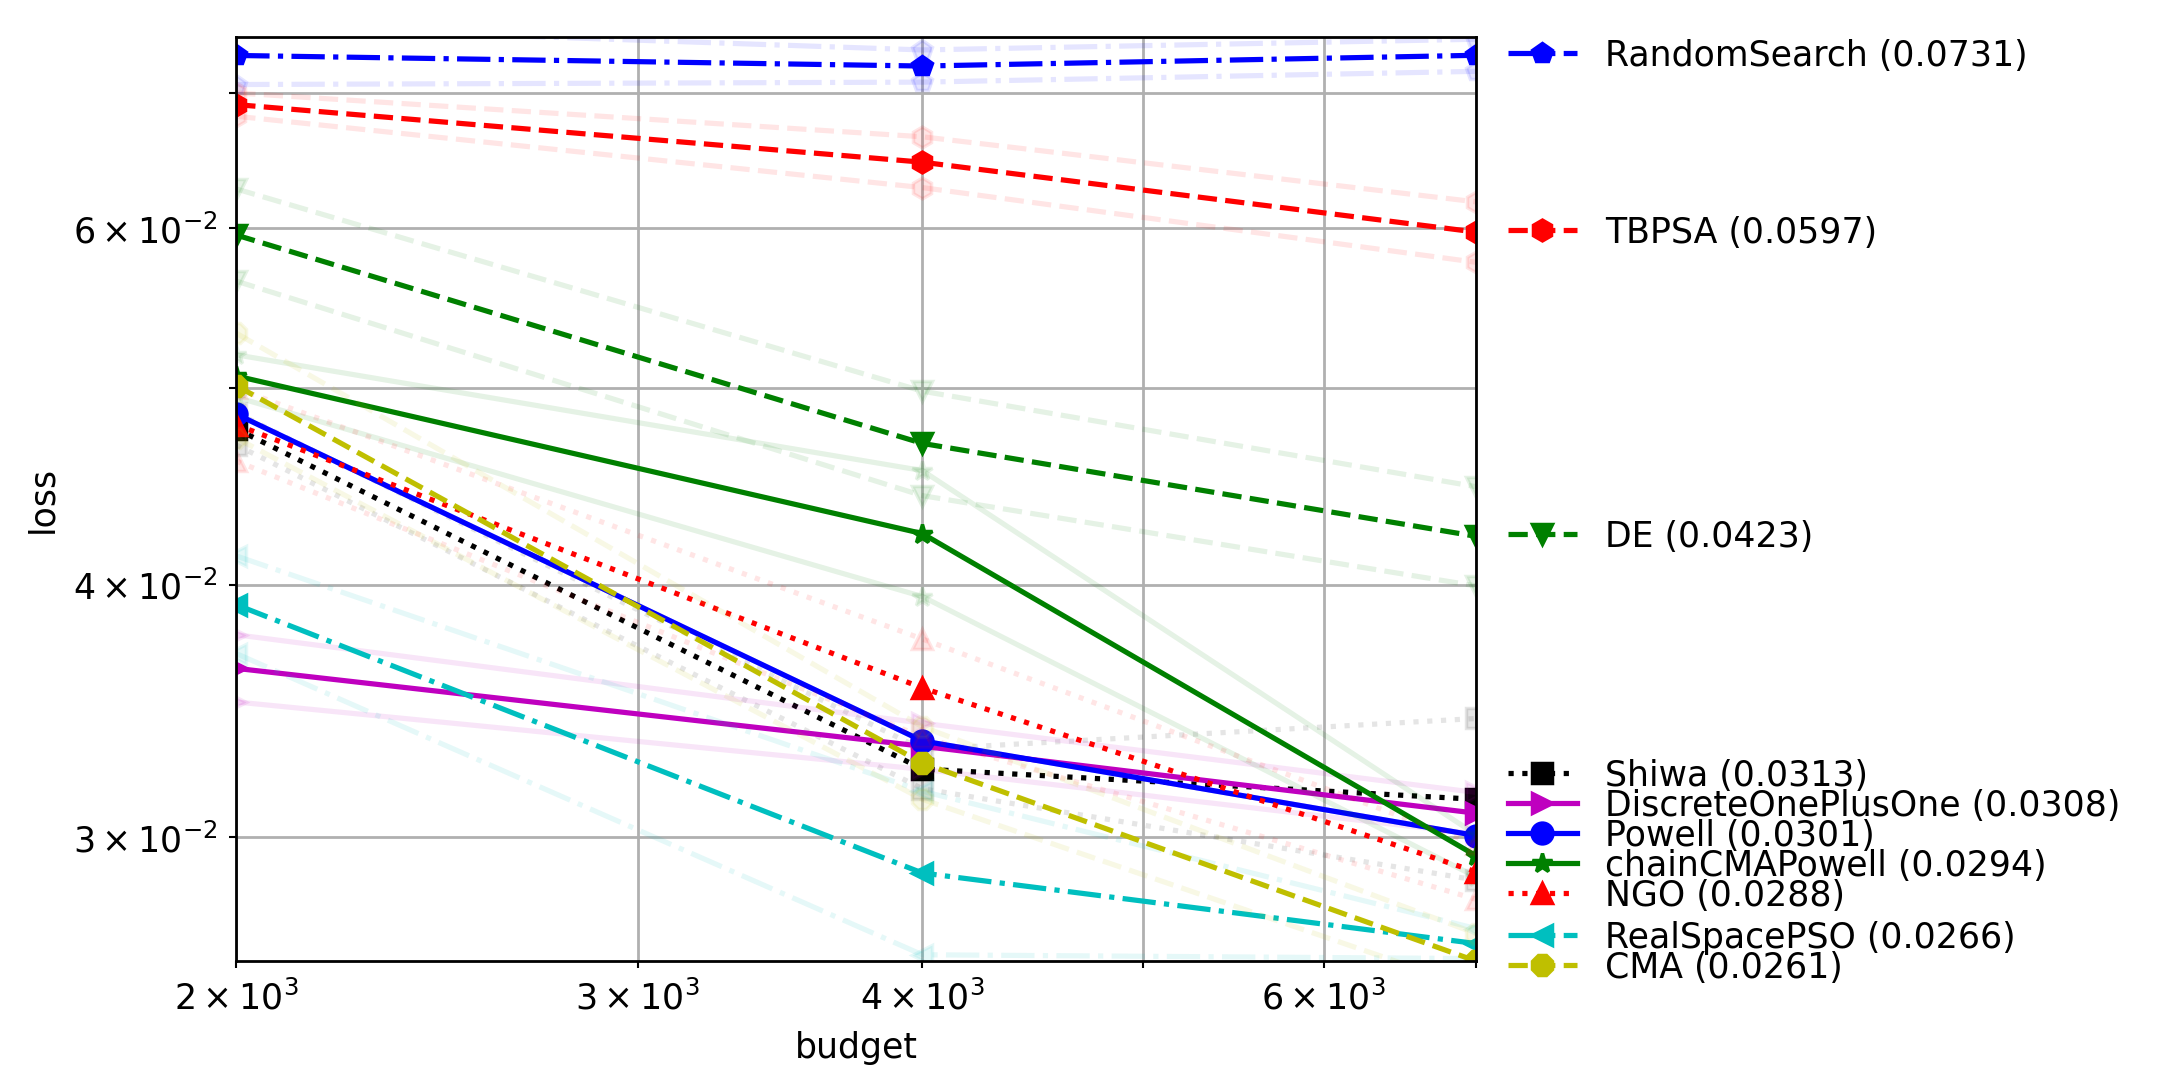 RandomSearch (0.0731)
6 × 10⁻²
TBPSA (0.0597)
loss
DE (0.0423)
4 × 10⁻²
Shiwa (0.0313)
DiscreteOnePlusOne (0.0308)
3 × 10⁻²
Powell (0.0301)
chainCMAPowell (0.0294)
NGO (0.0288)
RealSpacePSO (0.0266)
CMA (0.0261)
2 × 10³ 3 × 10³ 4 × 10³ 6 × 10³
budget